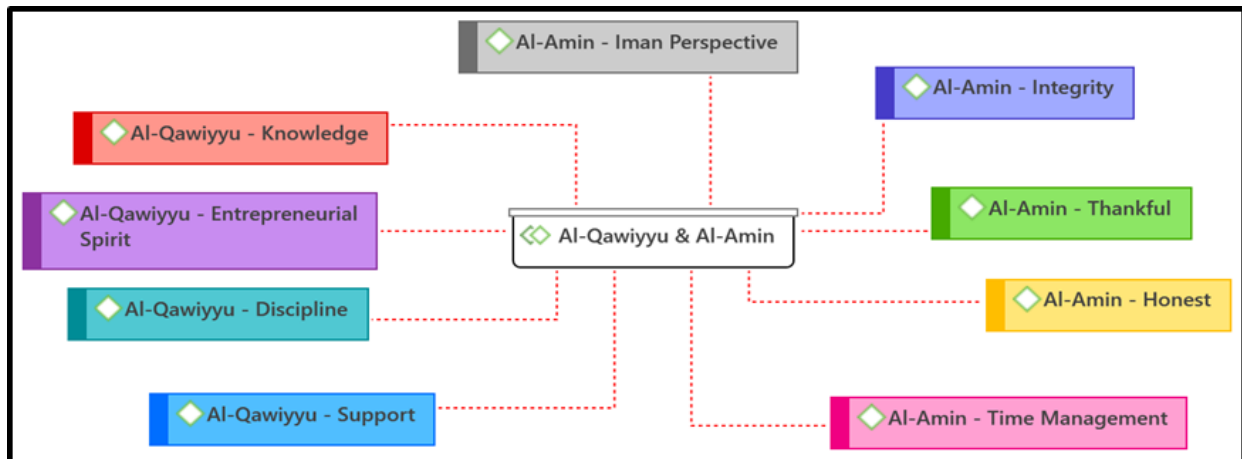 Al-Amin - Iman Perspective
Al-Amin - Integrity
Al-Qawiyyu - Knowledge
Al-Qawiyyu - Entrepreneurial
Spirit
Al-Amin - Thankful
Al-Qawiyyu & Al-Amin
Al-Qawiyyu - Discipline
Al-Amin - Honest
Al-Qawiyyu - Support
Al-Amin - Time Management